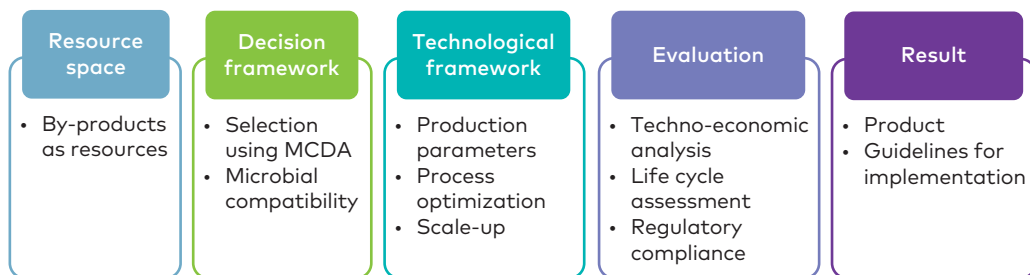 Resource
space
• By-products
as resources
Decision
framework
• Selection
using MCDA
• Microbial
compatibility
Technological
framework
• Production
parameters
• Process
optimization
• Scale-up
Evaluation
• Techno-economic
analysis
• Life cycle
assessment
• Regulatory
compliance
Result
• Product
• Guidelines for
implementation